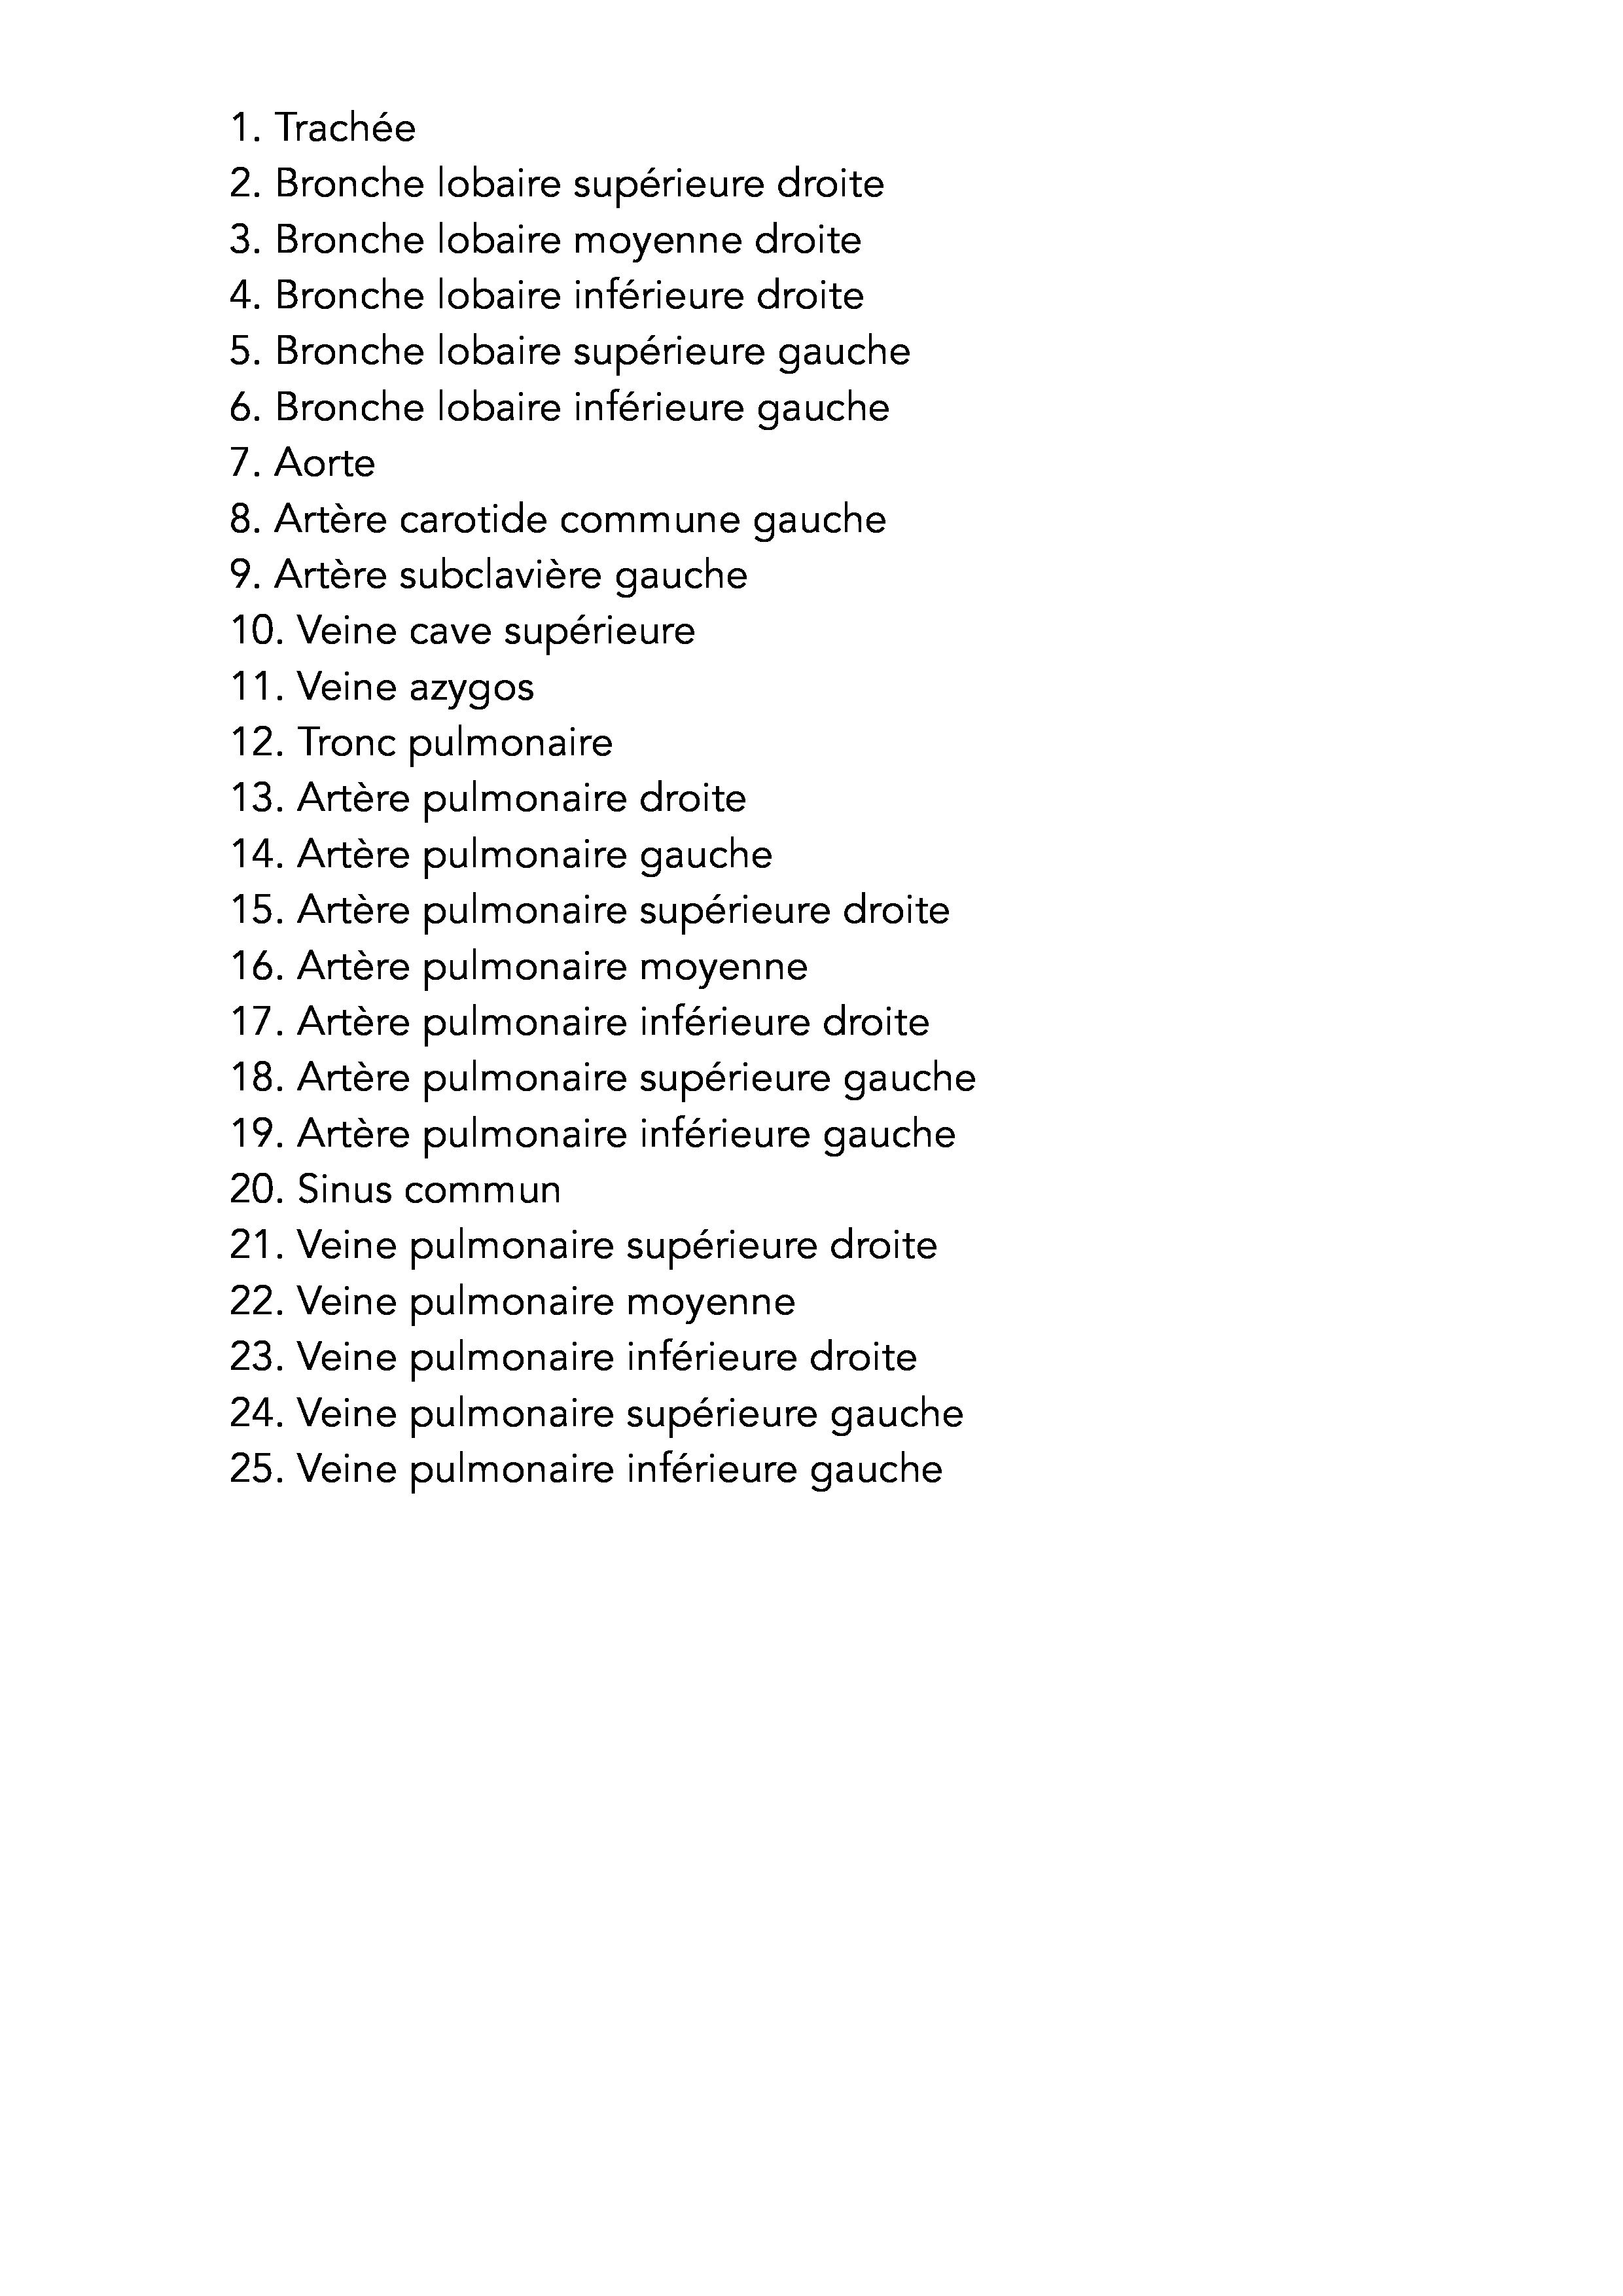 1. Trachée
2. Bronche lobaire supérieure droite
3. Bronche lobaire moyenne droite
4. Bronche lobaire inférieure droite
5. Bronche lobaire supérieure gauche
6. Bronche lobaire inférieure gauche
7. Aorte
8. Artère carotide commune gauche
9. Artère subclavière gauche
10. Veine cave supérieure
11. Veine azygos
12. Tronc pulmonaire
13. Artère pulmonaire droite
14. Artère pulmonaire gauche
15. Artère pulmonaire supérieure droite
16. Artère pulmonaire moyenne
17. Artère pulmonaire inférieure droite
18. Artère pulmonaire supérieure gauche
19. Artère pulmonaire inférieure gauche
20. Sinus commun
21. Veine pulmonaire supérieure droite
22. Veine pulmonaire moyenne
23. Veine pulmonaire inférieure droite
24. Veine pulmonaire supérieure gauche
25. Veine pulmonaire inférieure gauche